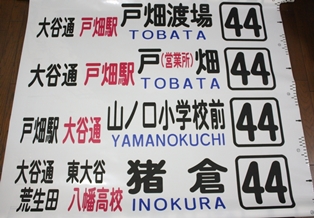 大谷通 戸畑駅 戸畑渡場 44
TOBATA
大谷通 戸畑駅 戸(営業所)畑 44
TOBATA
戸畑駅 大谷通 山ノ口小学校前 44
YAMANOKUCHI
大谷通 東大谷 猪倉 44
荒生田 八幡高校 INOKURA